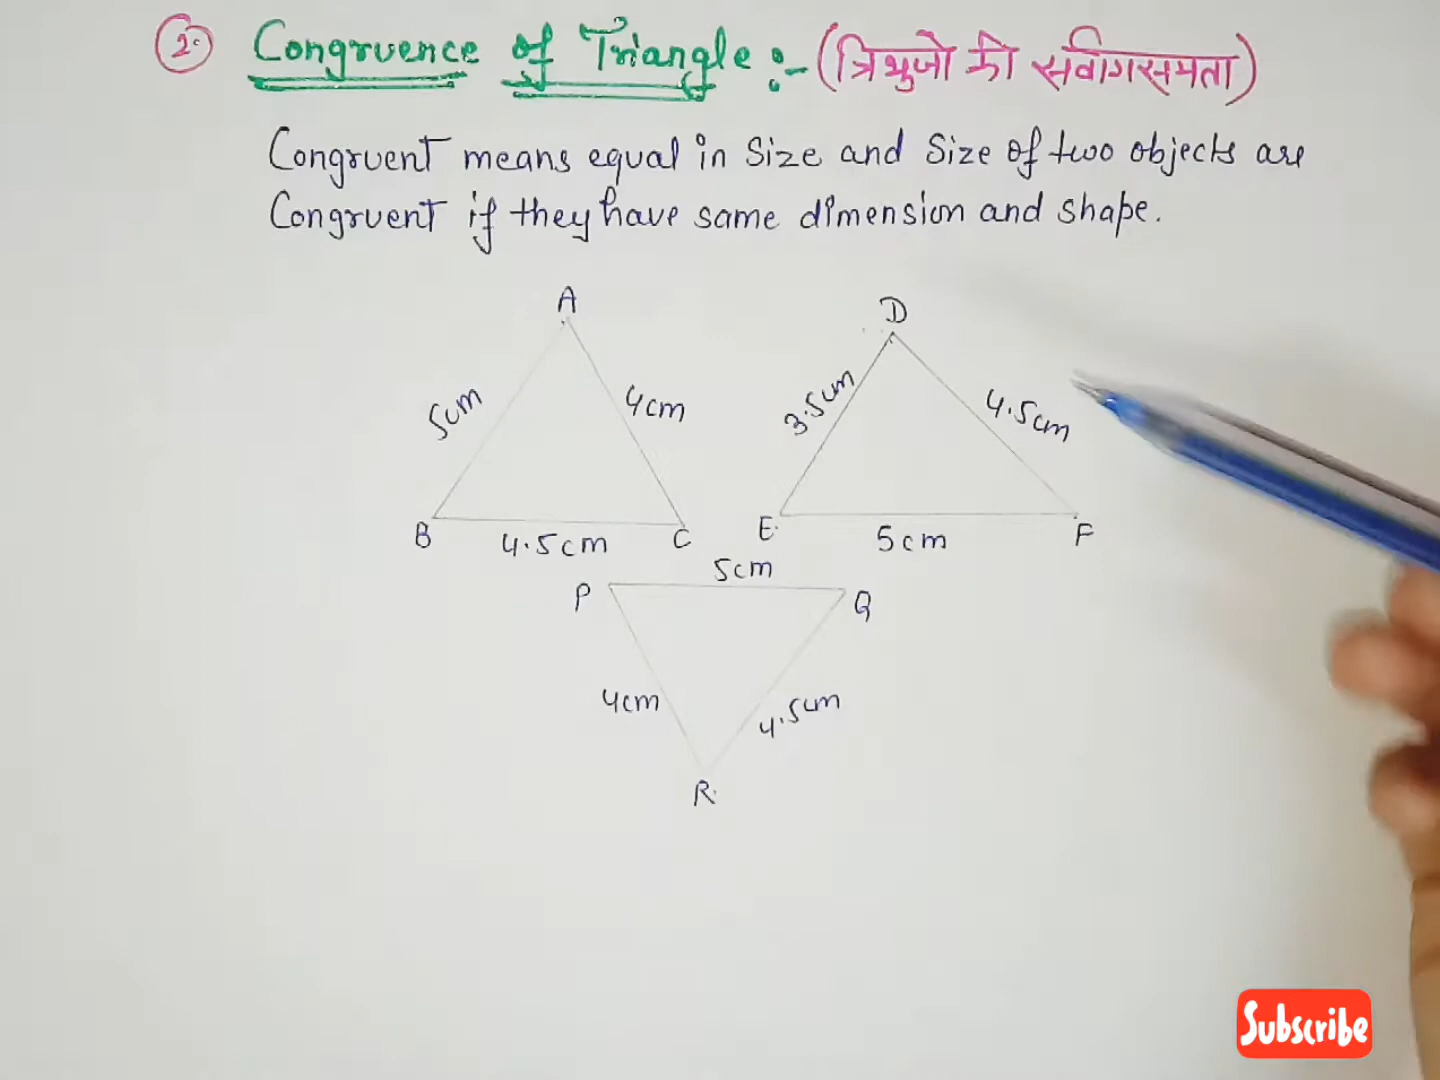 2. Congruence of Triangle :- (त्रिभुजो की सर्वांगसमता)
Congruent means equal in Size and Size of two objects are
Congruent if they have same dimension and shape.
A
D
5cm
4cm
3.5cm
4.5cm
B
4.5cm
C
E
5cm
F
5cm
P
Q
4cm
4.5cm
R
Subscribe